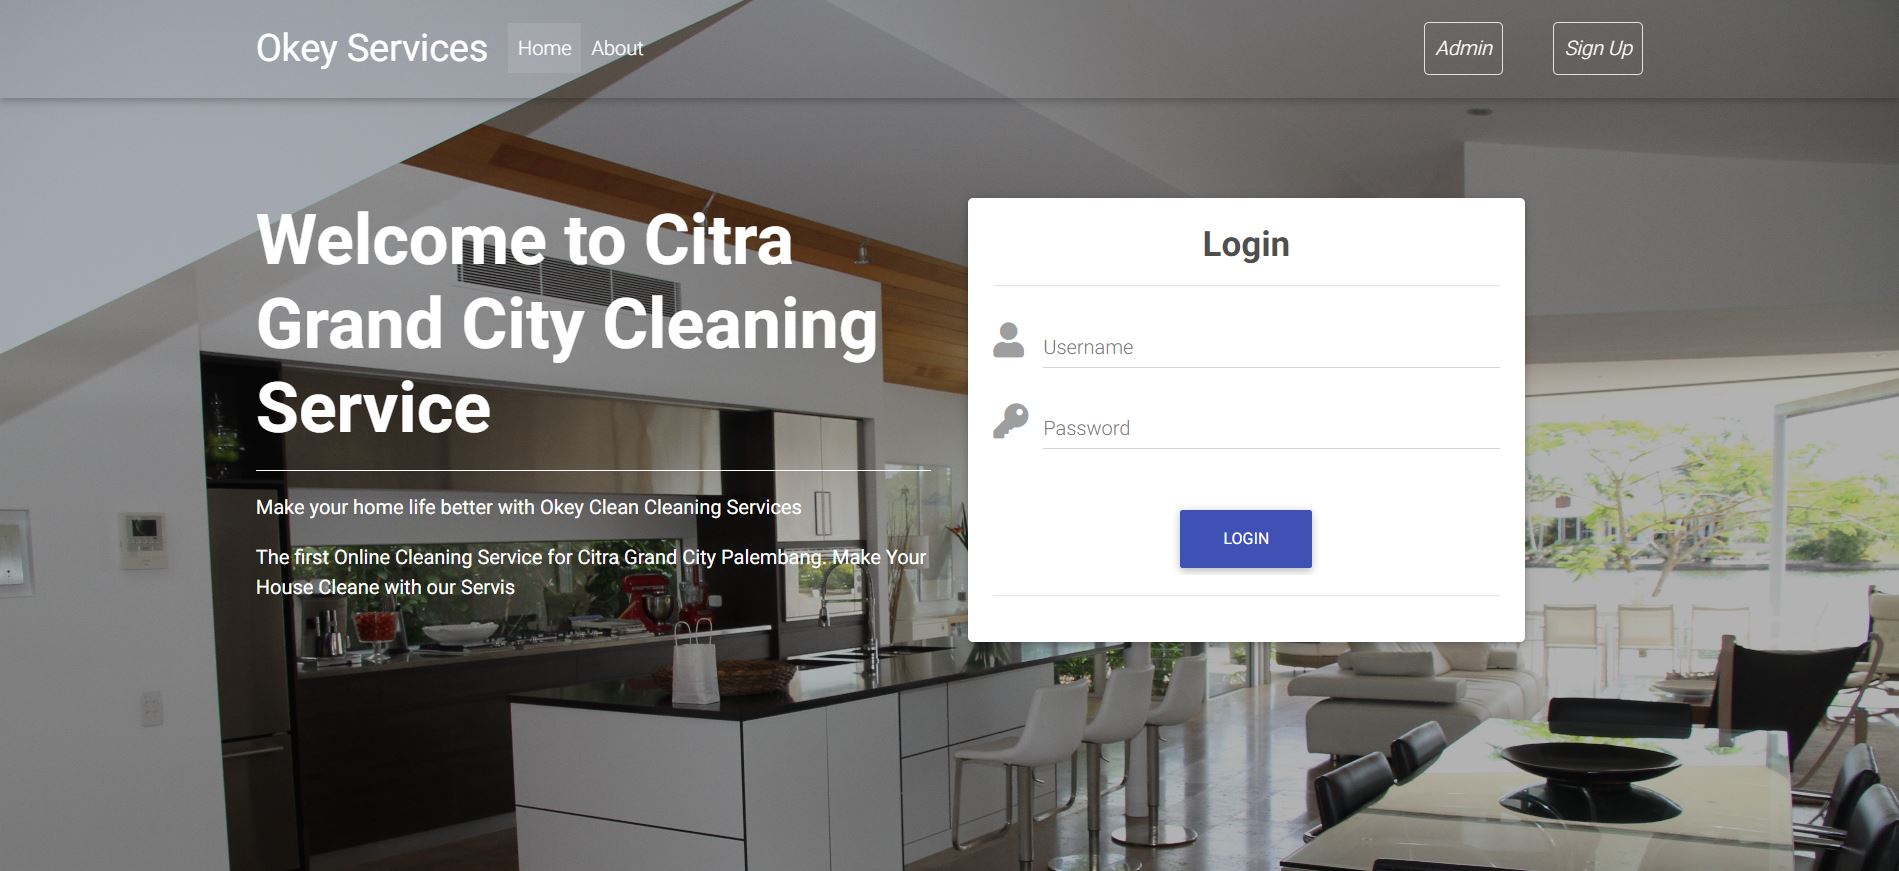 Okey Services Home About Admin Sign Up
Welcome to Citra
Grand City Cleaning
Service
Make your home life better with Okey Clean Cleaning Services
The first Online Cleaning Service for Citra Grand City Palembang. Make Your
House Cleane with our Servis
Login
Username
Password
LOGIN